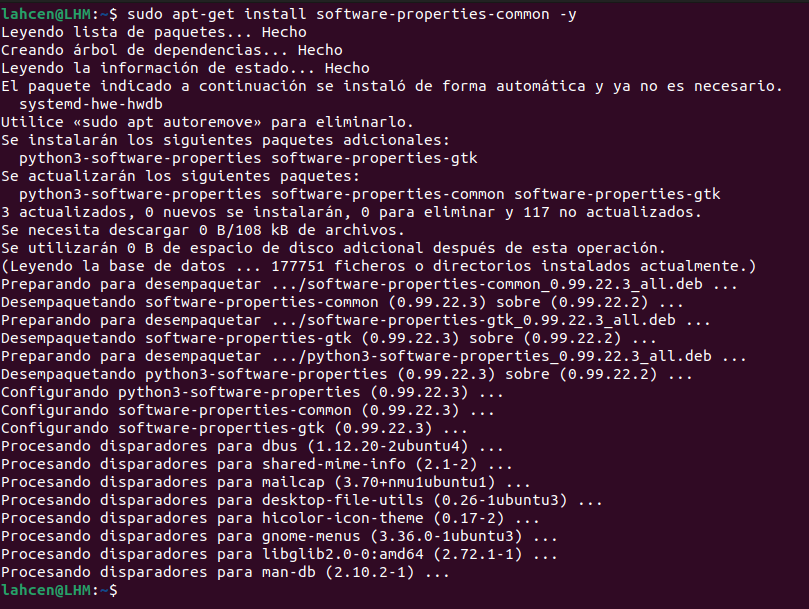 lahcen@LHM:~$ sudo apt-get install software-properties-common -y
Leyendo lista de paquetes... Hecho
Creando árbol de dependencias... Hecho
Leyendo la información de estado... Hecho
El paquete indicado a continuación se instaló de forma automática y ya no es necesario.
  systemd-hwe-hwdb
Utilice «sudo apt autoremove» para eliminarlo.
Se instalarán los siguientes paquetes adicionales:
  python3-software-properties software-properties-gtk
Se actualizarán los siguientes paquetes:
  python3-software-properties software-properties-common software-properties-gtk
3 actualizados, 0 nuevos se instalarán, 0 para eliminar y 117 no actualizados.
Se necesita descargar 0 B/108 kB de archivos.
Se utilizarán 0 B de espacio de disco adicional después de esta operación.
(Leyendo la base de datos ... 177751 ficheros o directorios instalados actualmente.)
Preparando para desempaquetar .../software-properties-common_0.99.22.3_all.deb ...
Desempaquetando software-properties-common (0.99.22.3) sobre (0.99.22.2) ...
Preparando para desempaquetar .../software-properties-gtk_0.99.22.3_all.deb ...
Desempaquetando software-properties-gtk (0.99.22.3) sobre (0.99.22.2) ...
Preparando para desempaquetar .../python3-software-properties_0.99.22.3_all.deb ...
Desempaquetando python3-software-properties (0.99.22.3) sobre (0.99.22.2) ...
Configurando python3-software-properties (0.99.22.3) ...
Configurando software-properties-common (0.99.22.3) ...
Configurando software-properties-gtk (0.99.22.3) ...
Procesando disparadores para dbus (1.12.20-2ubuntu4) ...
Procesando disparadores para shared-mime-info (2.1-2) ...
Procesando disparadores para mailcap (3.70+nmu1ubuntu1) ...
Procesando disparadores para desktop-file-utils (0.26-1ubuntu3) ...
Procesando disparadores para hicolor-icon-theme (0.17-2) ...
Procesando disparadores para gnome-menus (3.36.0-1ubuntu3) ...
Procesando disparadores para libglib2.0-0:amd64 (2.72.1-1) ...
Procesando disparadores para man-db (2.10.2-1) ...
lahcen@LHM:~$